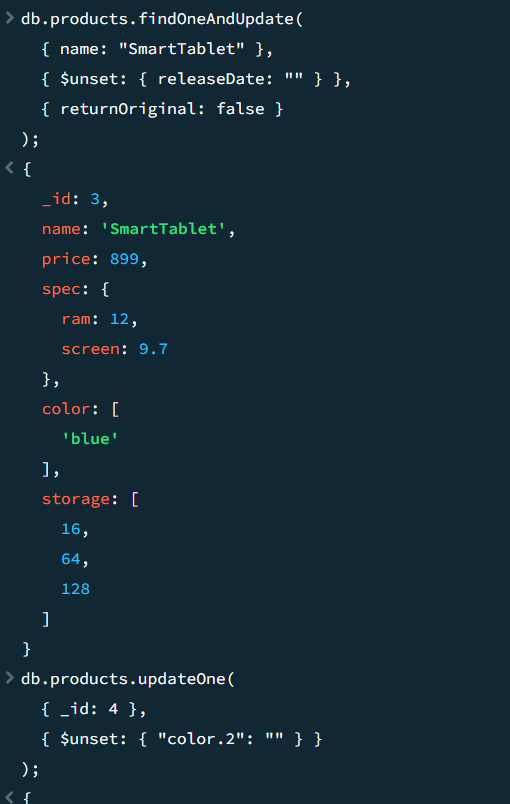 > db.products.findOneAndUpdate(
{ name: "SmartTablet" },
{ $unset: { releaseDate: "" } },
{ returnOriginal: false }
);
< {
_id: 3,
name: 'SmartTablet',
price: 899,
spec: {
ram: 12,
screen: 9.7
},
color: [
'blue'
],
storage: [
16,
64,
128
]
}
> db.products.updateOne(
{ _id: 4 },
{ $unset: { "color.2": "" } }
);
< {